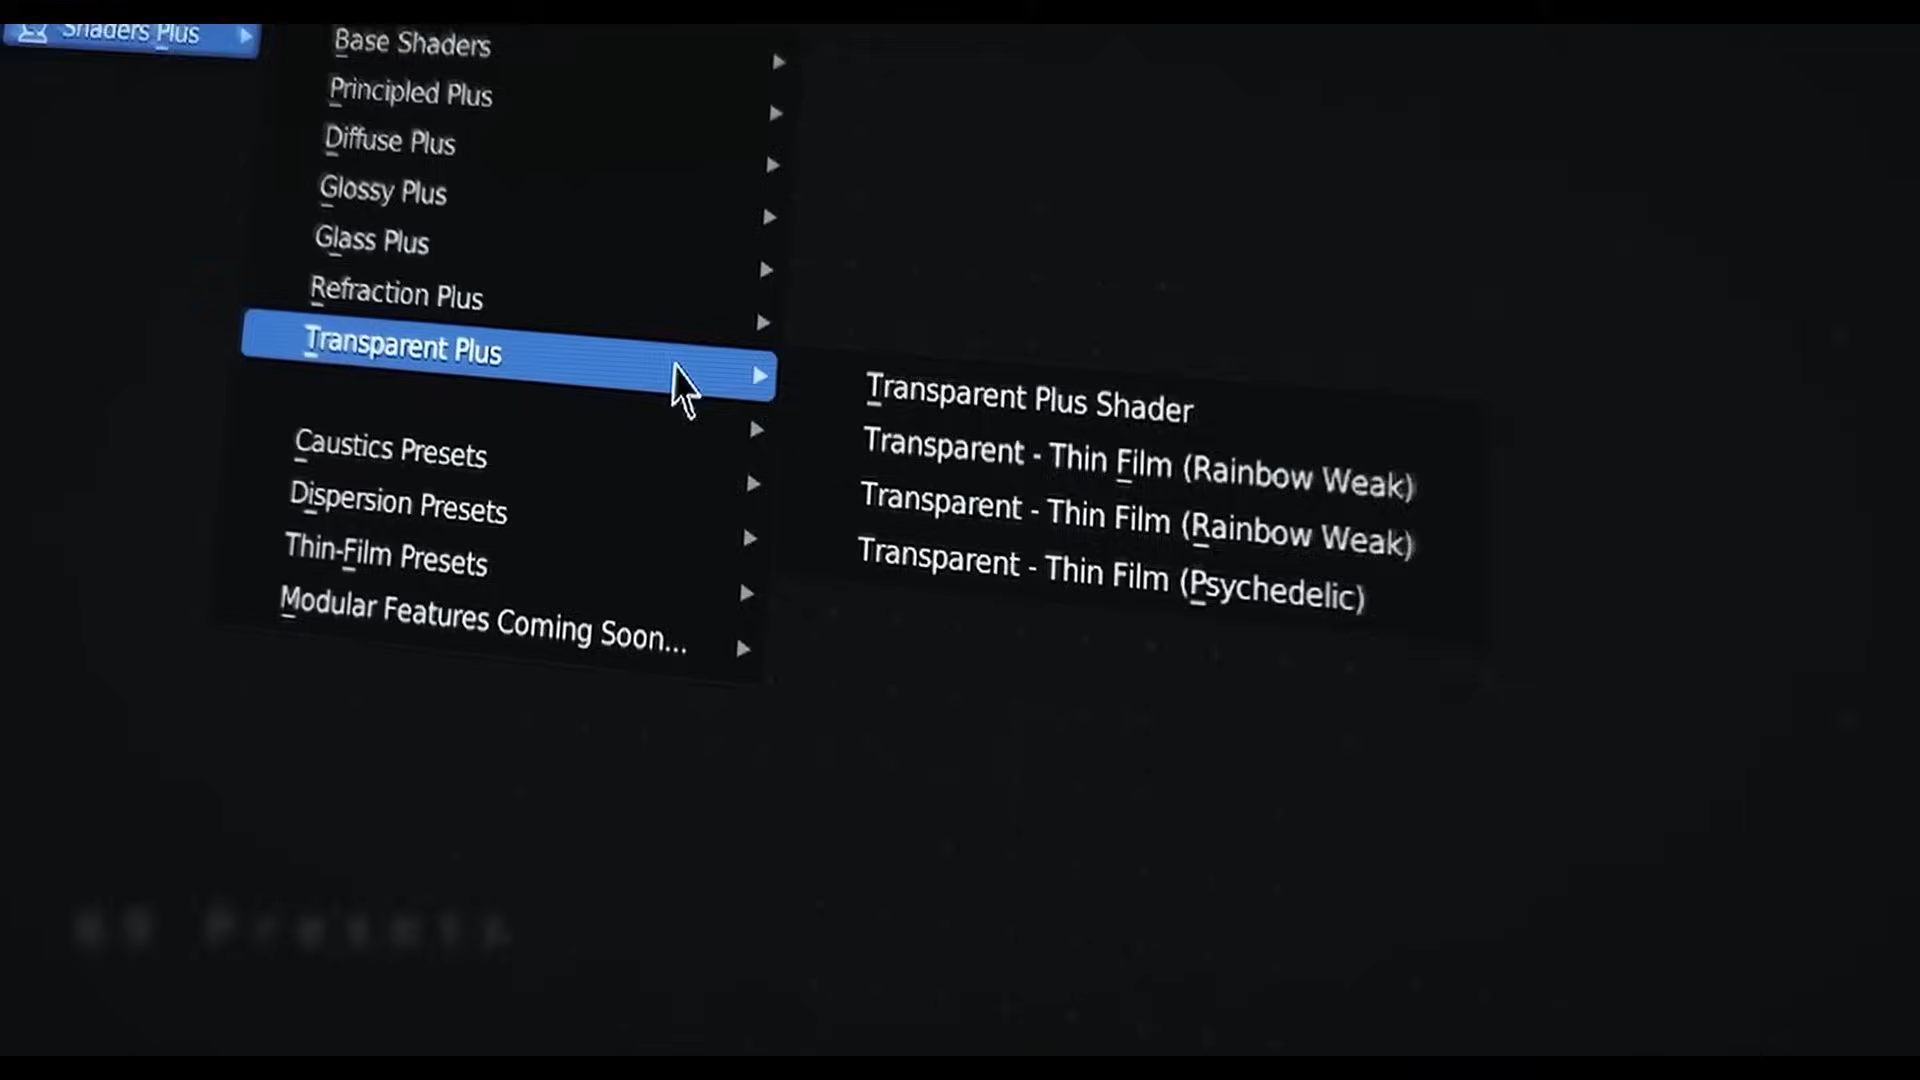 Shaders Plus
Base Shaders
Principled Plus
Diffuse Plus
Glossy Plus
Glass Plus
Refraction Plus
Transparent Plus
Caustics Presets
Dispersion Presets
Thin-Film Presets
Modular Features Coming Soon...
Transparent Plus Shader
Transparent - Thin Film (Rainbow Weak)
Transparent - Thin Film (Rainbow Weak)
Transparent - Thin Film (Psychedelic)
Presets